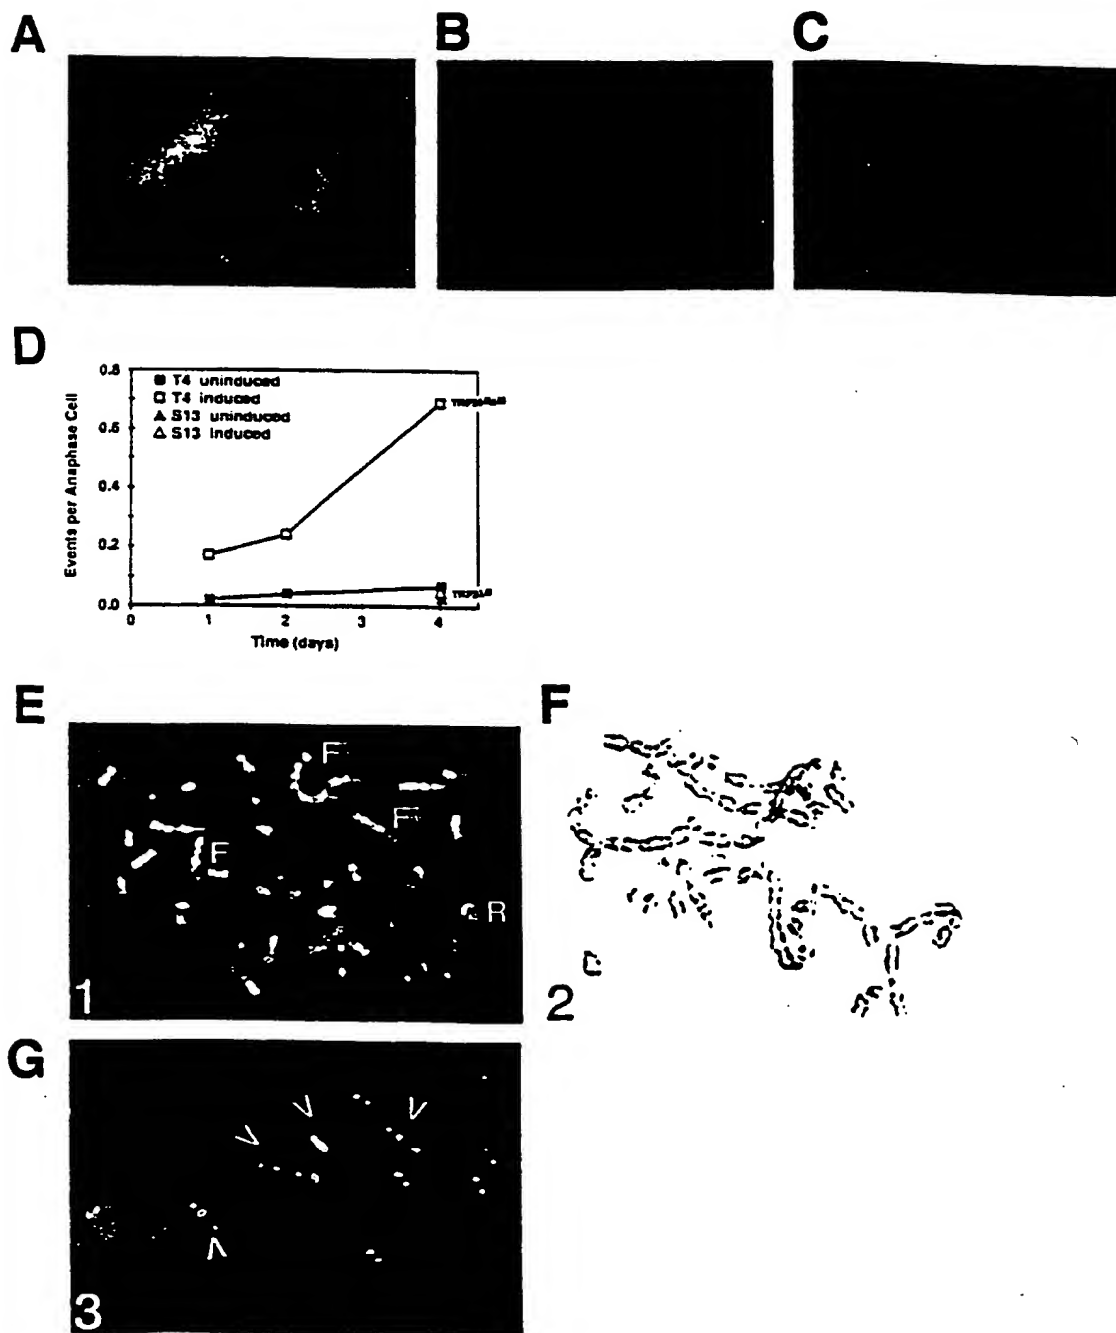 A
B
C
D
Events per Anaphase Cell
0.8
0.6
0.4
0.2
0.0
T4 uninduced
T4 induced
S13 uninduced
S13 induced
0
1
2
3
4
Time (days)
E
F
F
F
F
R
1
2
G
3